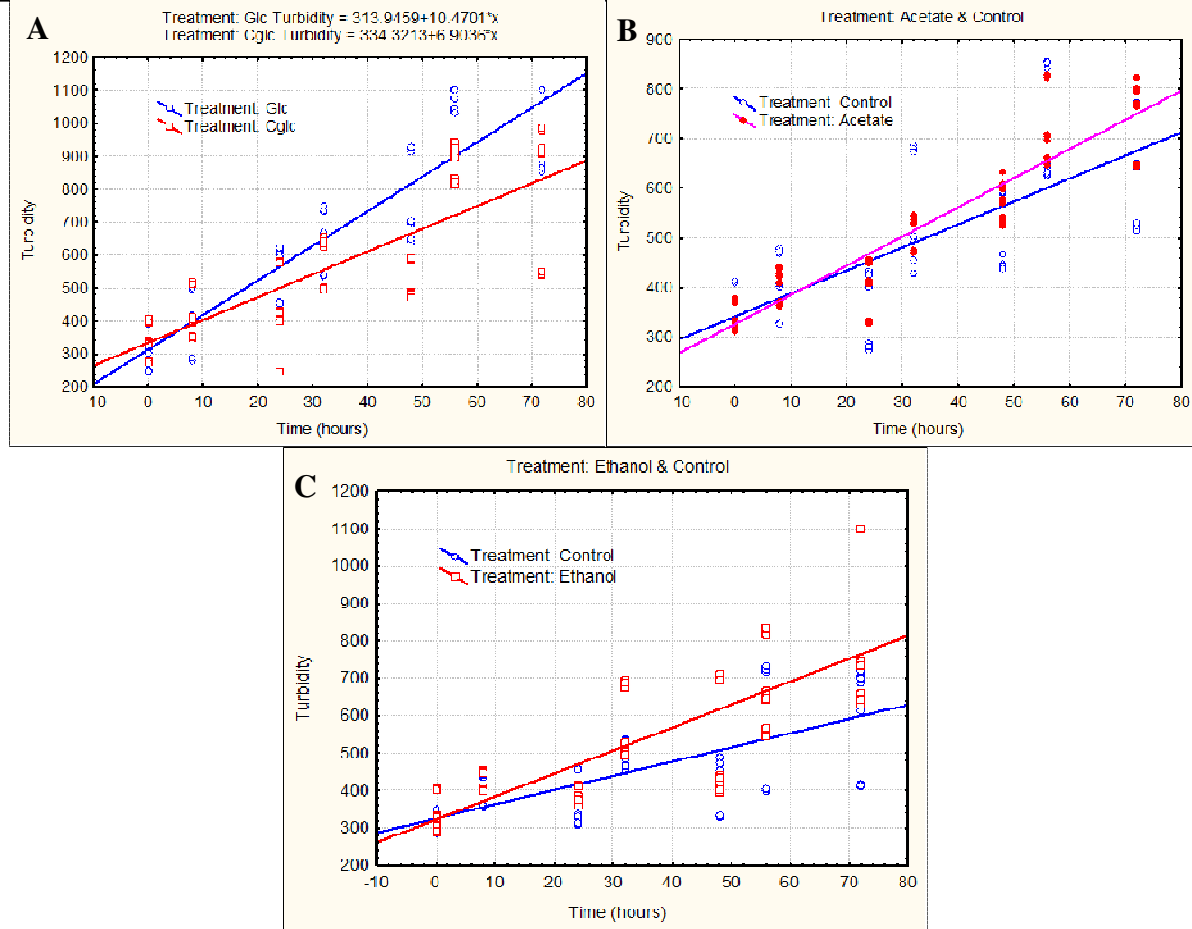 A
Treatment: Glc Turbidity = 313.9459+10.4701*x
Treatment: Cglc Turbidity = 334.3213+6.9036*x
1200
1100
1000
900
800
700
600
500
400
300
200
Treatment: Glc
Treatment: Cglc
Turbidity
-10 0 10 20 30 40 50 60 70 80
Time (hours)
B
Treatment: Acetate & Control
900
800
700
600
500
400
300
200
Treatment: Control
Treatment: Acetate
Turbidity
-10 0 10 20 30 40 50 60 70 80
Time (hours)
C
Treatment: Ethanol & Control
1200
1100
1000
900
800
700
600
500
400
300
200
Treatment: Control
Treatment: Ethanol
Turbidity
-10 0 10 20 30 40 50 60 70 80
Time (hours)